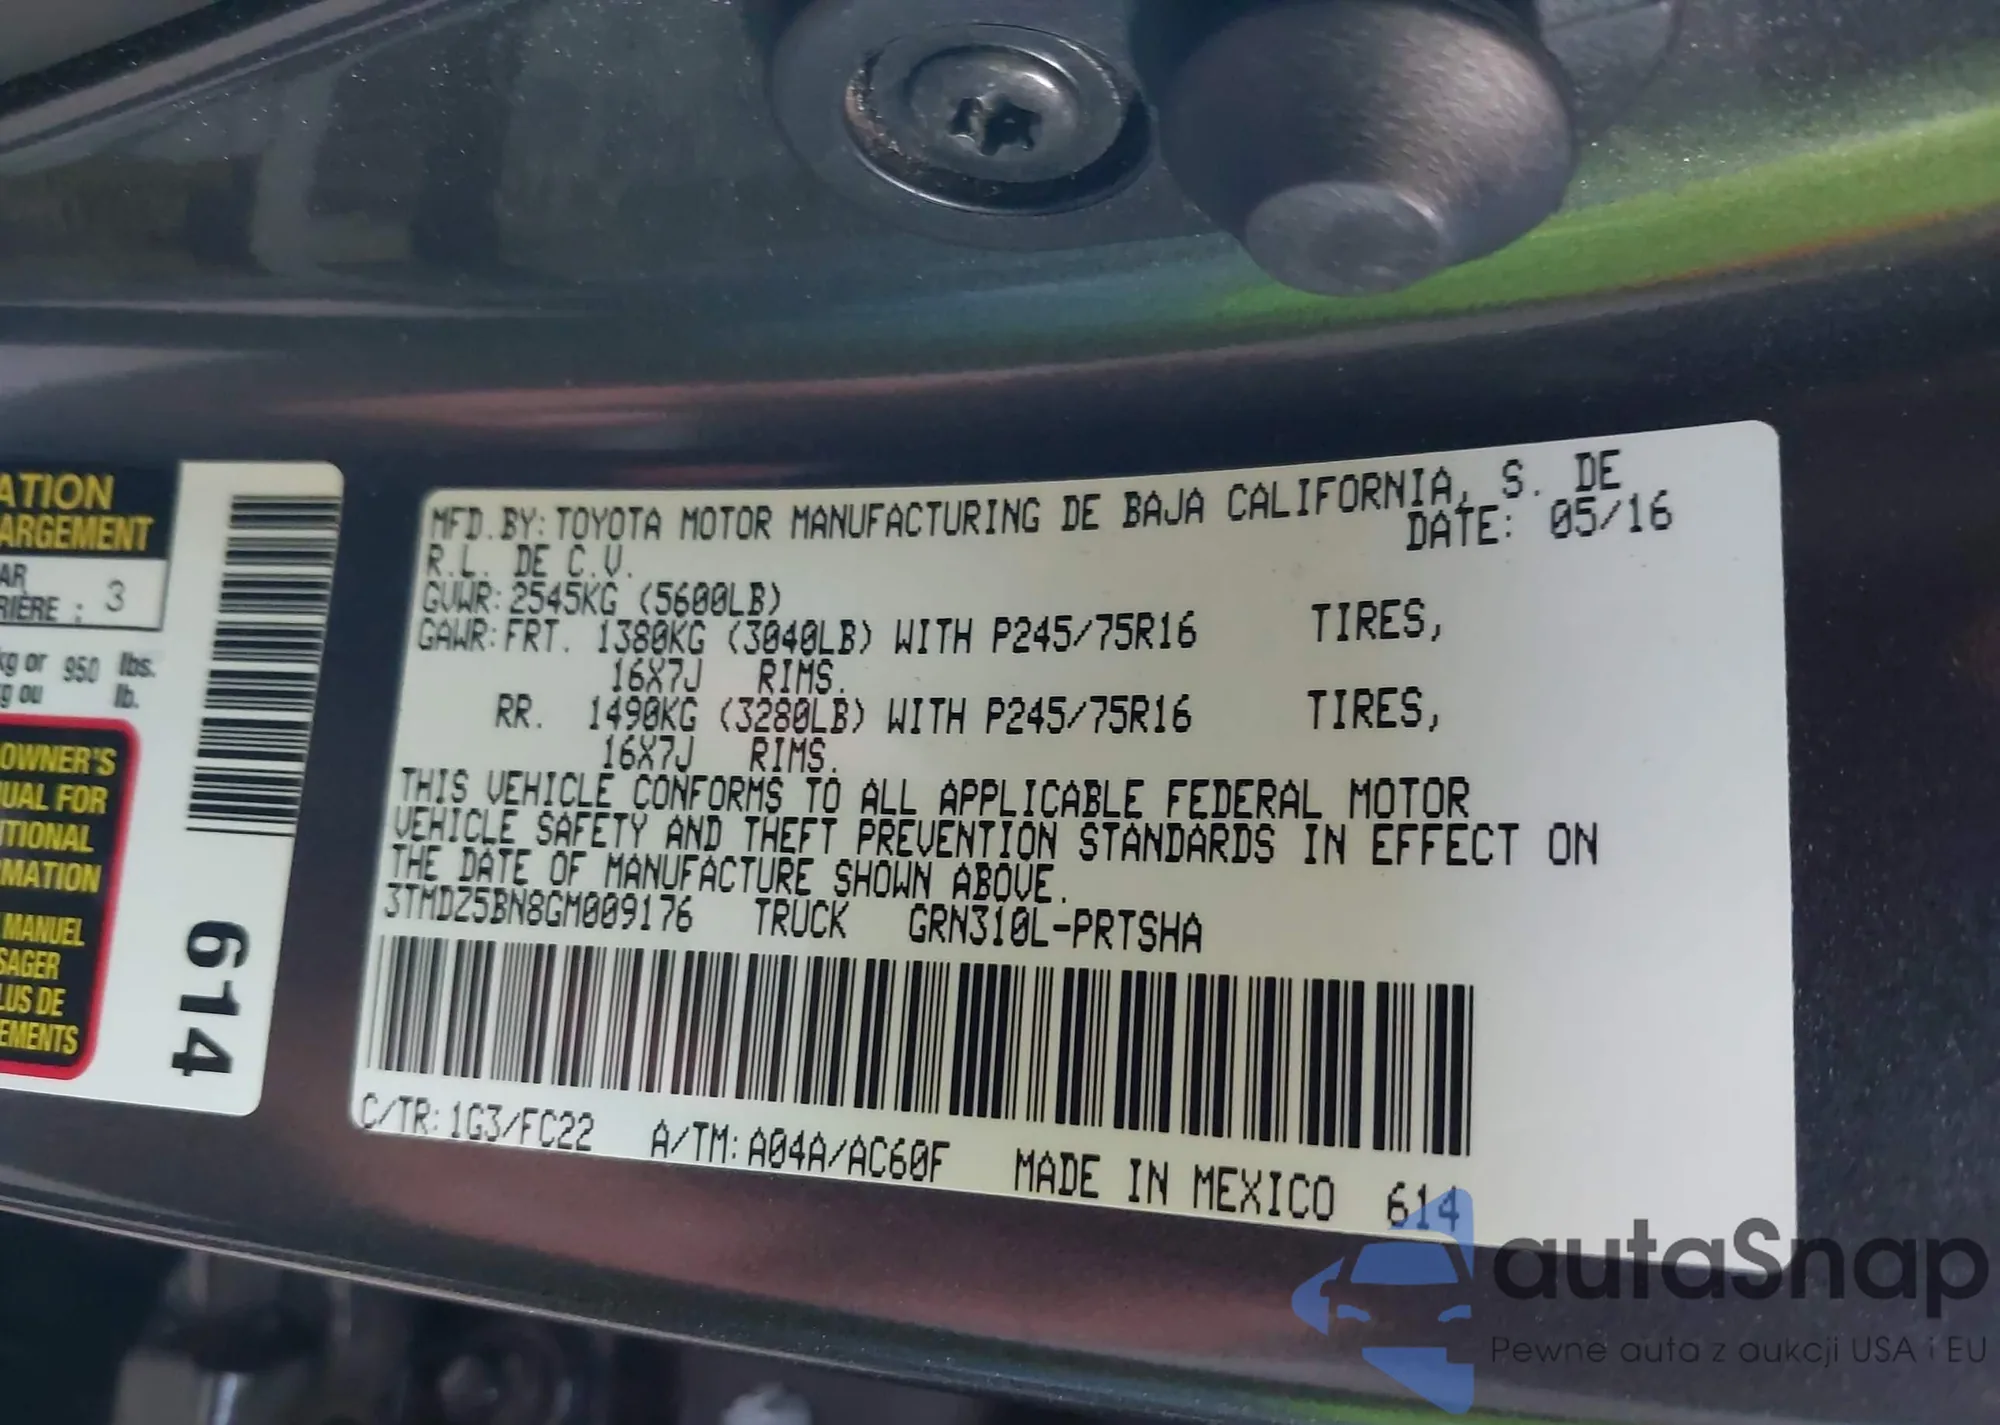 ATION
ARGEMENT
AR
RIÈRE : 3
kg or 950 lbs.
g ou lb.
OWNER'S
UAL FOR
ITIONAL
MATION
MANUEL
SAGER
LUS DE
EMENTS
614
MFD.BY:TOYOTA MOTOR MANUFACTURING DE BAJA CALIFORNIA, S. DE
R.L. DE C.V. DATE: 05/16
GVWR:2545KG (5600LB)
GAWR:FRT. 1380KG (3040LB) WITH P245/75R16 TIRES,
16X7J RIMS.
RR. 1490KG (3280LB) WITH P245/75R16 TIRES,
16X7J RIMS.
THIS VEHICLE CONFORMS TO ALL APPLICABLE FEDERAL MOTOR
VEHICLE SAFETY AND THEFT PREVENTION STANDARDS IN EFFECT ON
THE DATE OF MANUFACTURE SHOWN ABOVE.
3TMDZ5BN8GM009176 TRUCK GRN310L-PRTSHA
C/TR:1G3/FC22 A/TM:A04A/AC60F MADE IN MEXICO 614
autaSnap
Pewne auta z aukcji USA i EU